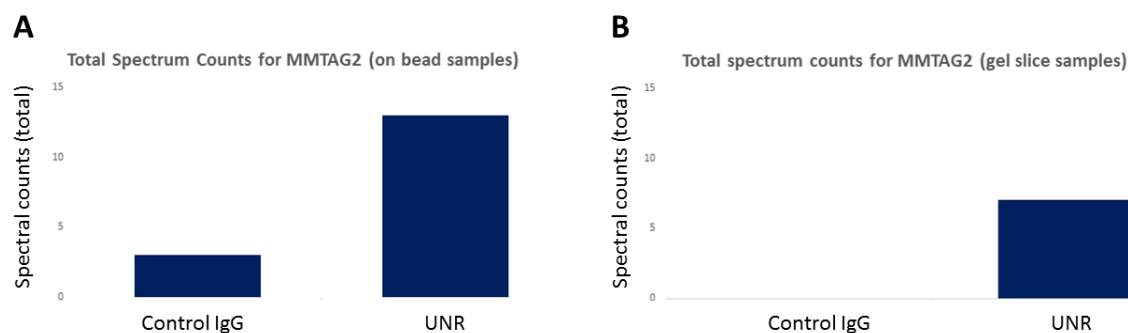 A
Total Spectrum Counts for MMTAG2 (on bead samples)
Spectral counts (total)
15
10
5
0
Control IgG
UNR
B
Total spectrum counts for MMTAG2 (gel slice samples)
Spectral counts (total)
15
10
5
0
Control IgG
UNR